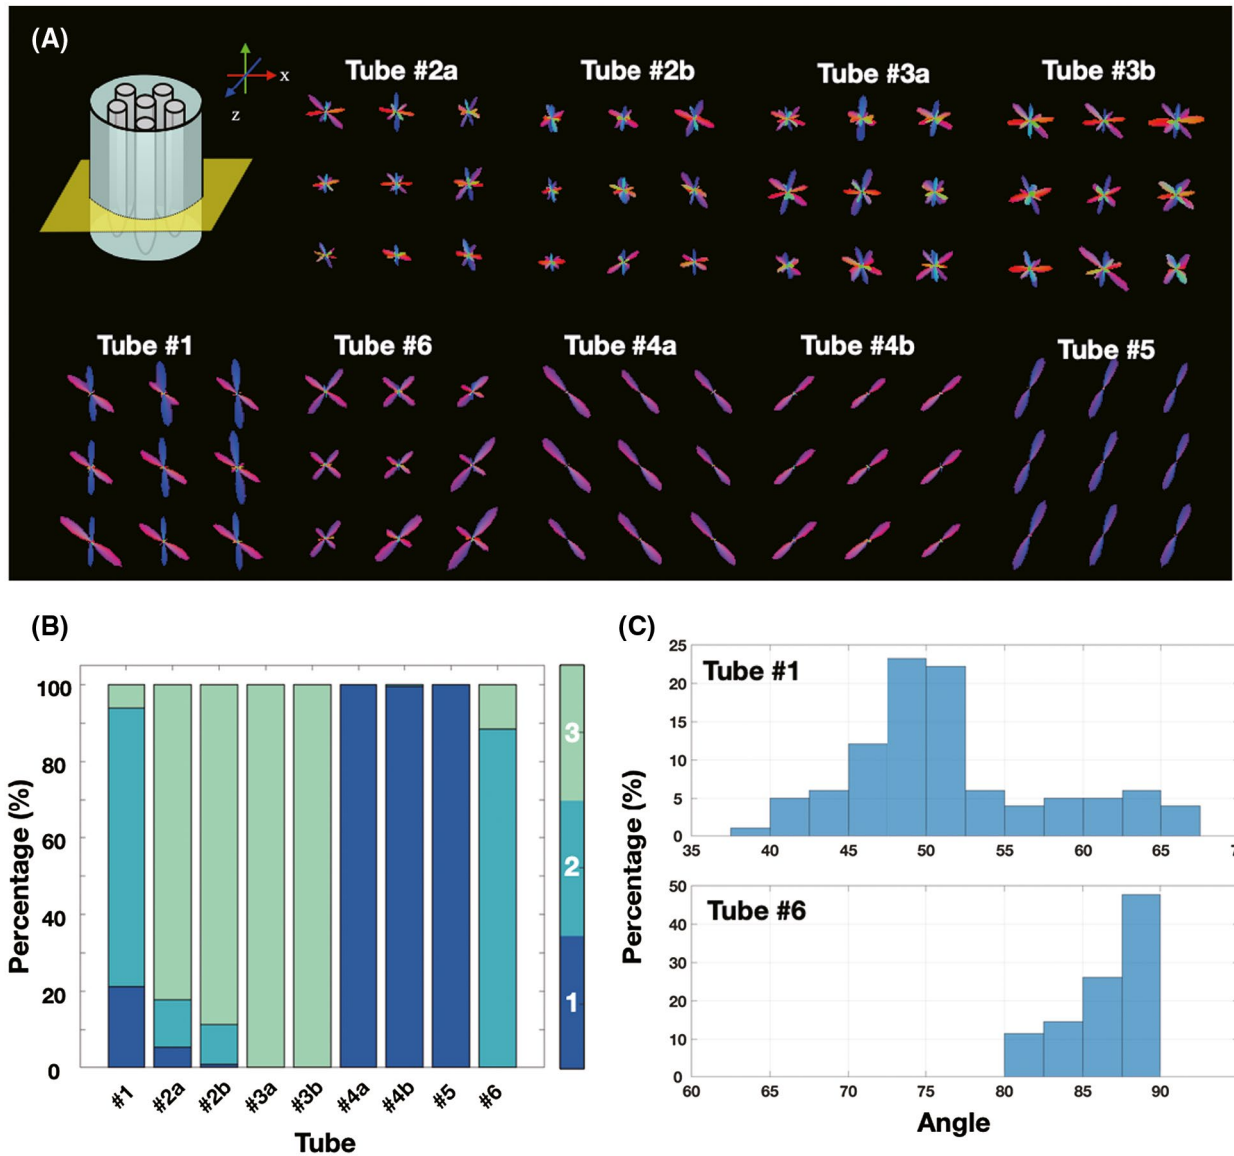 (A)
x
z
Tube #2a
Tube #2b
Tube #3a
Tube #3b
Tube #1
Tube #6
Tube #4a
Tube #4b
Tube #5
(B)
100
80
60
40
20
0
Percentage (%)
#1 #2a #2b #3a #3b #4a #4b #5 #6
Tube
3
2
1
(C)
Tube #1
25
20
15
10
5
0
35 40 45 50 55 60 65
Percentage (%)
Tube #6
50
40
30
20
10
0
60 65 70 75 80 85 90
Angle